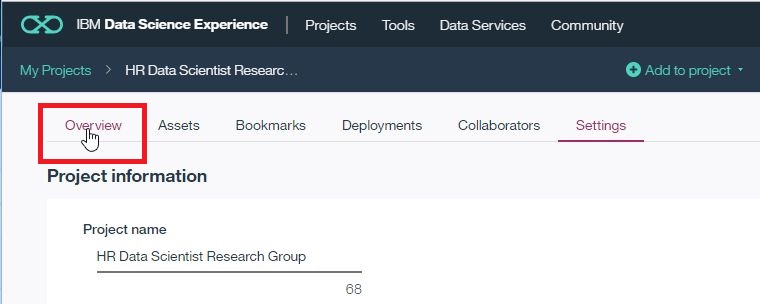 IBM Data Science Experience | Projects Tools Data Services Community
My Projects > HR Data Scientist Researc... Add to project
Overview Assets Bookmarks Deployments Collaborators Settings
Project information
Project name
HR Data Scientist Research Group
68